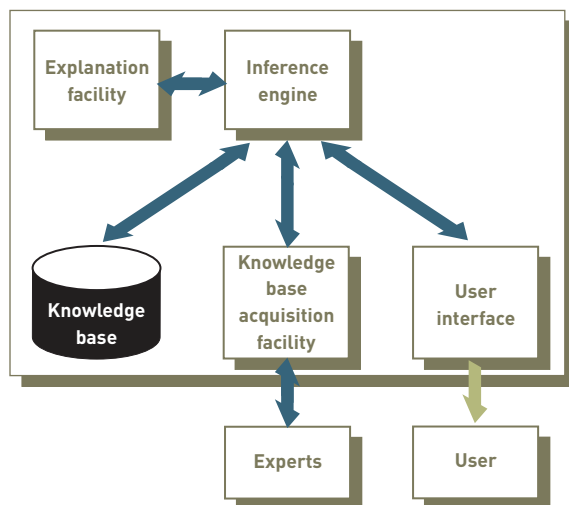 Explanation
facility
Inference
engine
Knowledge
base
Knowledge
base
acquisition
facility
User
interface
Experts
User